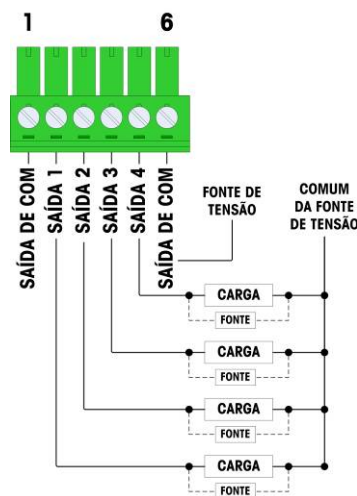 1 6
SAÍDA DE COM
SAÍDA 1
SAÍDA 2
SAÍDA 3
SAÍDA 4
SAÍDA DE COM
FONTE DE
TENSÃO
COMUM
DA FONTE
DE TENSÃO
CARGA
FONTE
CARGA
FONTE
CARGA
FONTE
CARGA
FONTE